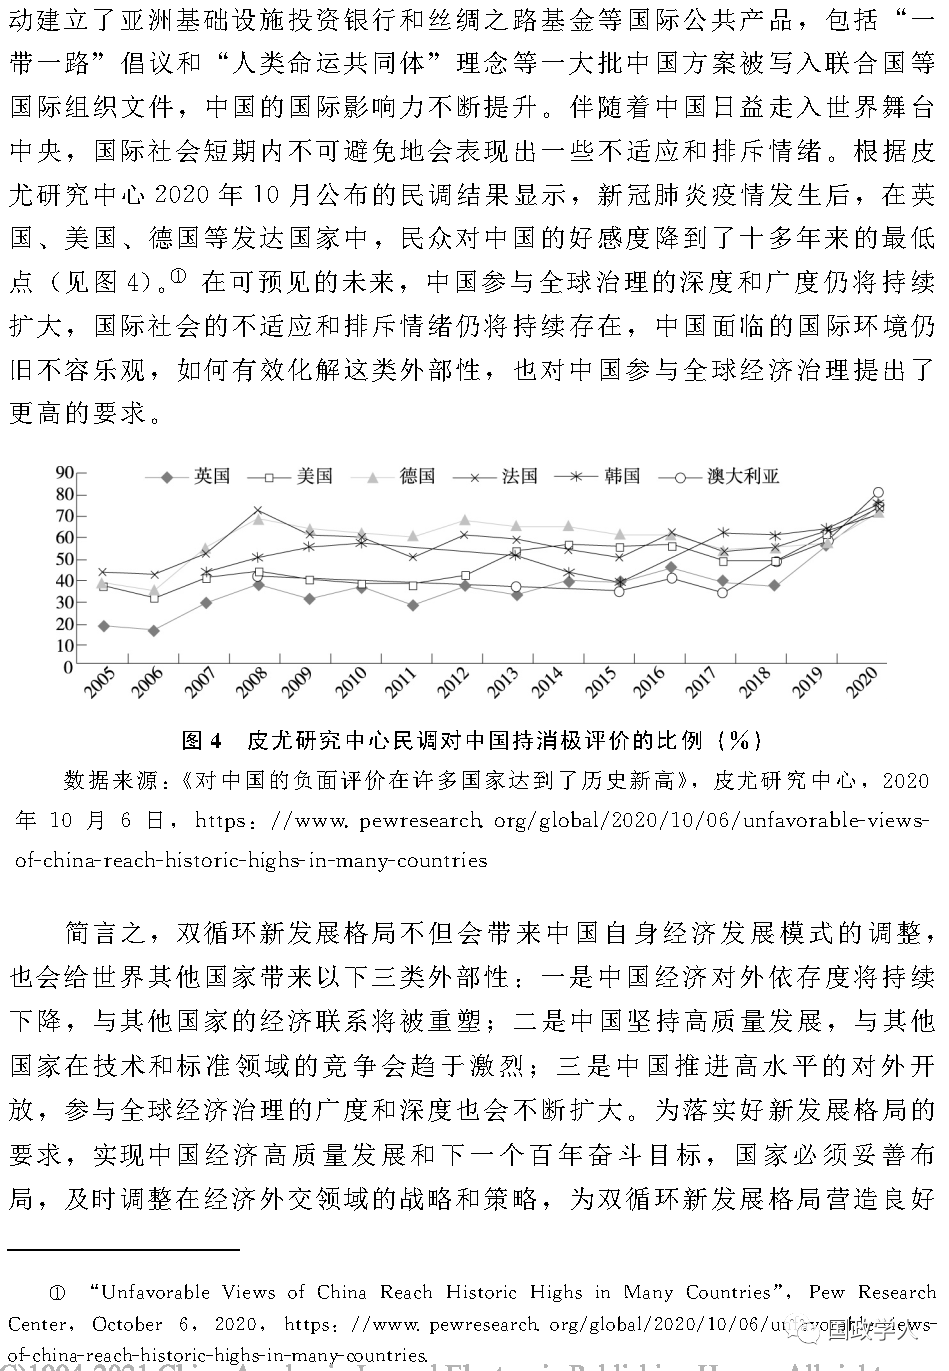 动建立了亚洲基础设施投资银行和丝绸之路基金等国际公共产品，包括“一
带一路”倡议和“人类命运共同体”理念等一大批中国方案被写入联合国等
国际组织文件，中国的国际影响力不断提升。伴随着中国日益走入世界舞台
中央，国际社会短期内不可避免地会表现出一些不适应和排斥情绪。根据皮
尤研究中心 2020 年 10 月公布的民调结果显示，新冠肺炎疫情发生后，在英
国、美国、德国等发达国家中，民众对中国的好感度降到了十多年来的最低
点（见图 4）。① 在可预见的未来，中国参与全球治理的深度和广度仍将持续
扩大，国际社会的不适应和排斥情绪仍将持续存在，中国面临的国际环境仍
旧不容乐观，如何有效化解这类外部性，也对中国参与全球经济治理提出了
更高的要求。
英国 美国 德国 法国 韩国 澳大利亚
90
80
70
60
50
40
30
20
10
0
2005 2006 2007 2008 2009 2010 2011 2012 2013 2014 2015 2016 2017 2018 2019 2020
图 4 皮尤研究中心民调对中国持消极评价的比例（%）
数据来源：《对中国的负面评价在许多国家达到了历史新高》，皮尤研究中心，2020
年 10 月 6 日，https：//www. pewresearch. org/global/2020/10/06/unfavorable-views-
of-china-reach-historic-highs-in-many-countries
简言之，双循环新发展格局不但会带来中国自身经济发展模式的调整，
也会给世界其他国家带来以下三类外部性：一是中国经济对外依存度将持续
下降，与其他国家的经济联系将被重塑；二是中国坚持高质量发展，与其他
国家在技术和标准领域的竞争会趋于激烈；三是中国推进高水平的对外开
放，参与全球经济治理的广度和深度也会不断扩大。为落实好新发展格局的
要求，实现中国经济高质量发展和下一个百年奋斗目标，国家必须妥善布
局，及时调整在经济外交领域的战略和策略，为双循环新发展格局营造良好
① “Unfavorable Views of China Reach Historic Highs in Many Countries”，Pew Research
Center，October 6，2020，https：//www. pewresearch. org/global/2020/10/06/unfavorable-views-
of-china-reach-historic-highs-in-many-countries.
国政学人